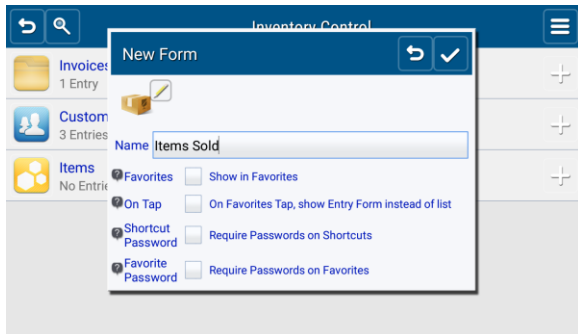 Inventory Control
New Form
Invoices
1 Entry
Custom
3 Entries
Items
No Entrie
Name Items Sold
Favorites Show in Favorites
On Tap On Favorites Tap, show Entry Form instead of list
Shortcut
Password Require Passwords on Shortcuts
Favorite
Password Require Passwords on Favorites